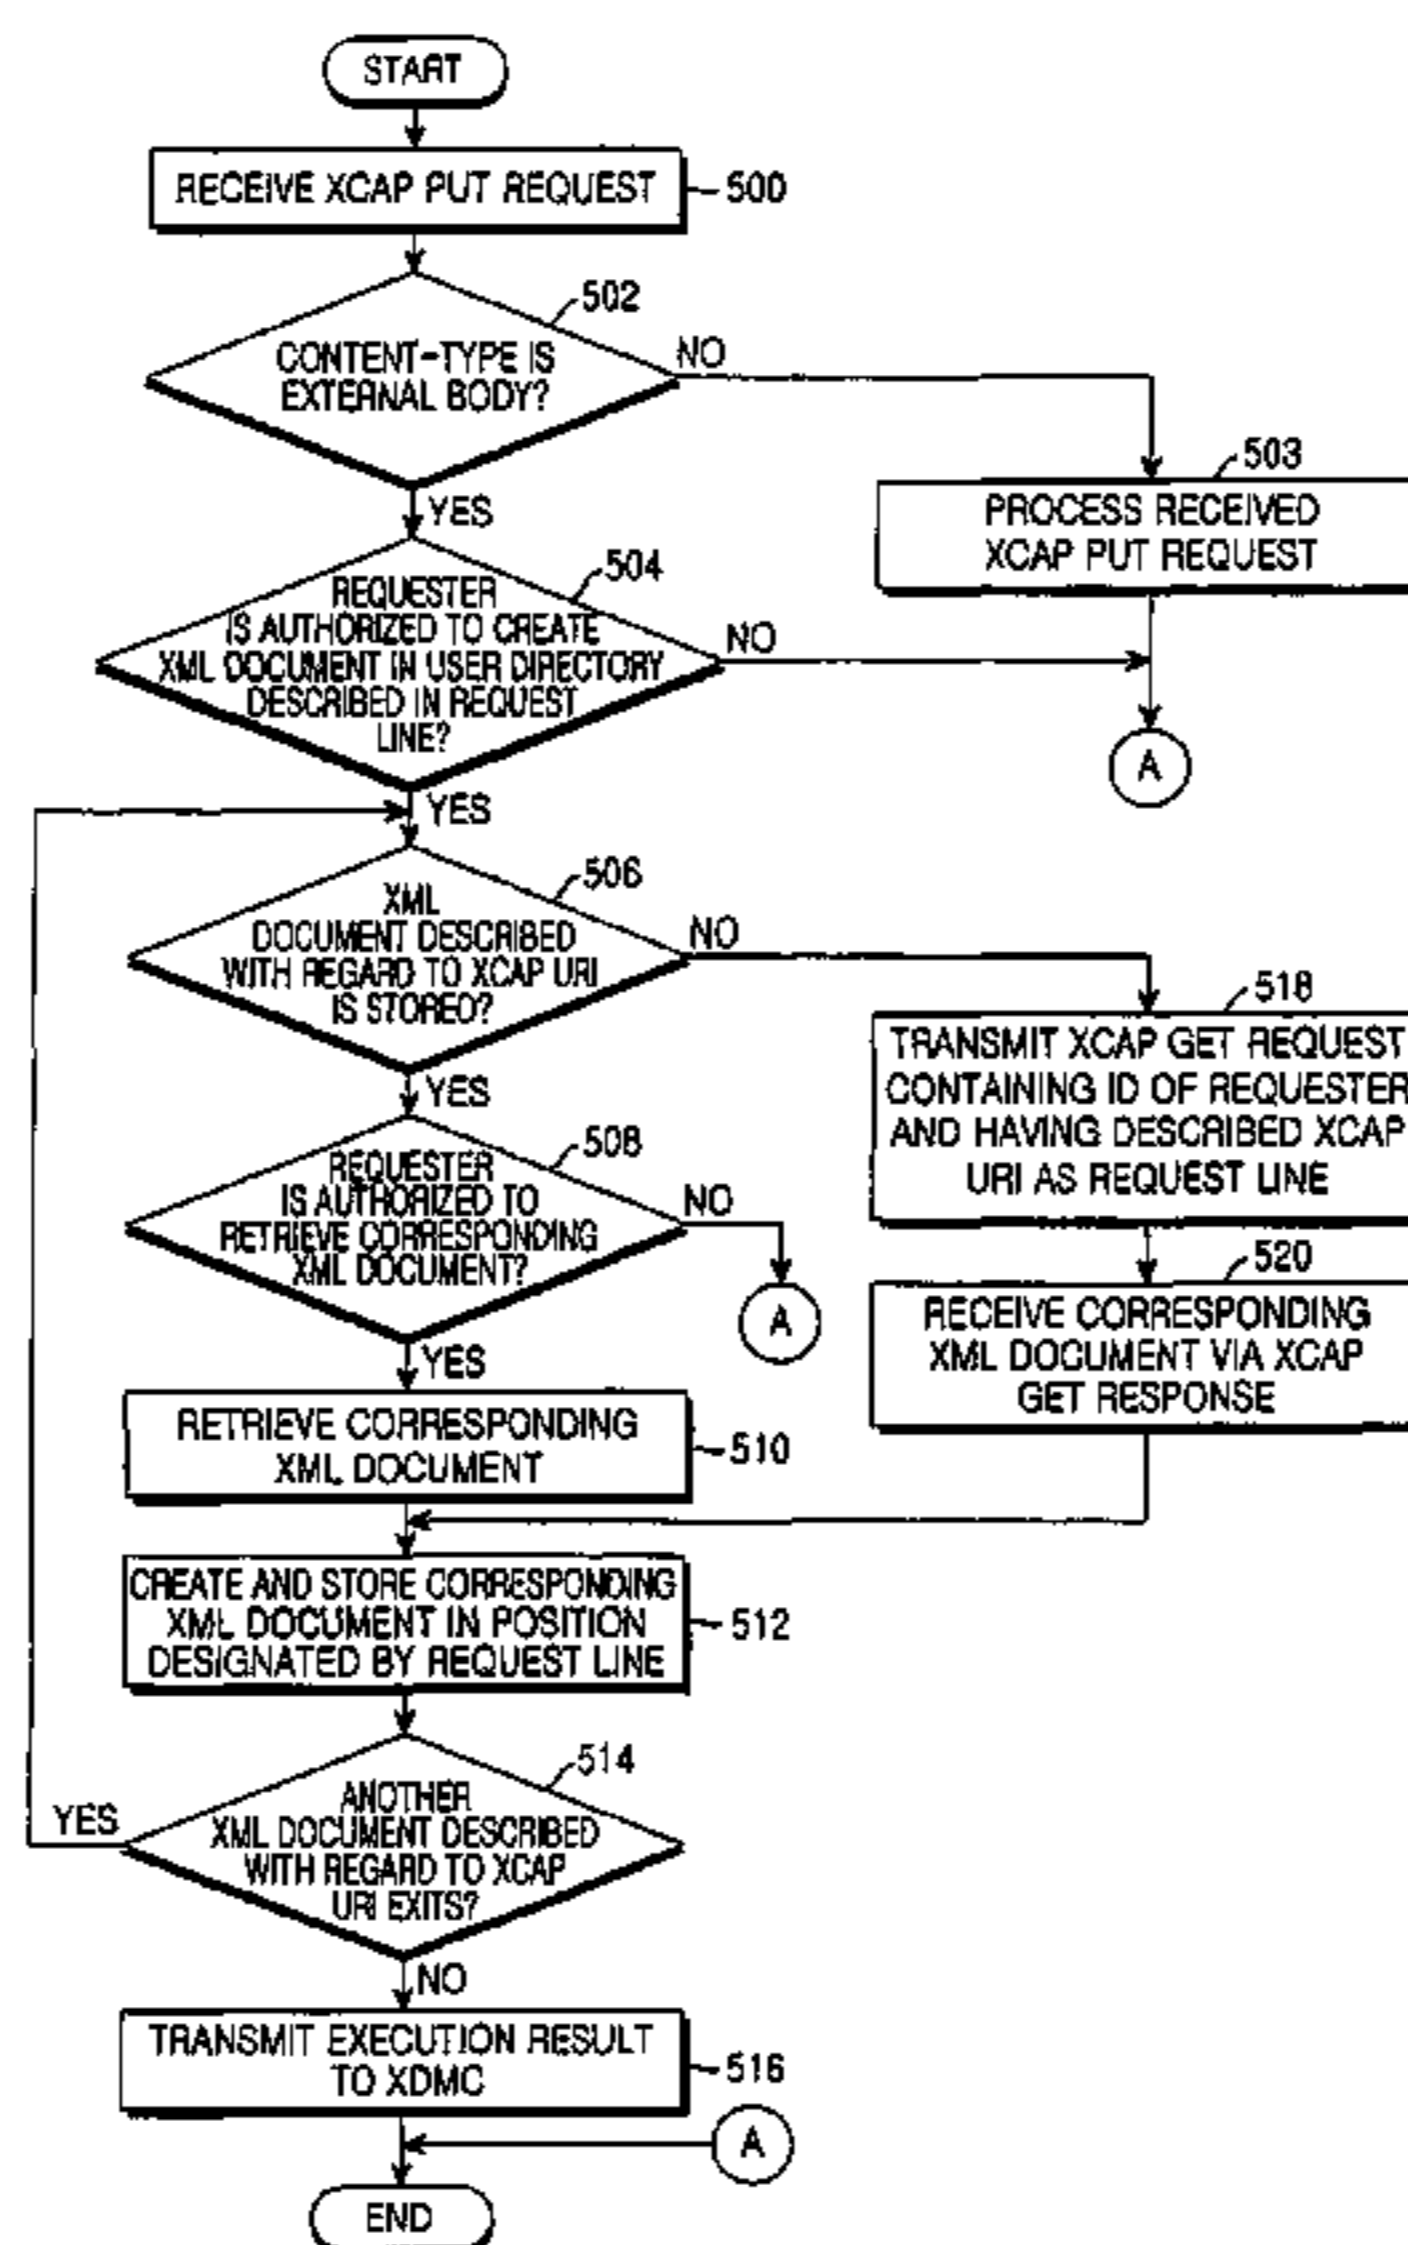 START
RECEIVE XCAP PUT REQUEST
500
502
CONTENT-TYPE IS
EXTERNAL BODY?
NO
YES
503
PROCESS RECEIVED
XCAP PUT REQUEST
504
REQUESTER
IS AUTHORIZED TO CREATE
XML DOCUMENT IN USER DIRECTORY
DESCRIBED IN REQUEST
LINE?
NO
YES
A
506
XML
DOCUMENT DESCRIBED
WITH REGARD TO XCAP URI
IS STORED?
NO
YES
518
TRANSMIT XCAP GET REQUEST
CONTAINING ID OF REQUESTER
AND HAVING DESCRIBED XCAP
URI AS REQUEST LINE
508
REQUESTER
IS AUTHORIZED TO
RETRIEVE CORRESPONDING
XML DOCUMENT?
NO
YES
A
520
RECEIVE CORRESPONDING
XML DOCUMENT VIA XCAP
GET RESPONSE
RETRIEVE CORRESPONDING
XML DOCUMENT
510
CREATE AND STORE CORRESPONDING
XML DOCUMENT IN POSITION
DESIGNATED BY REQUEST LINE
512
514
ANOTHER
XML DOCUMENT DESCRIBED
WITH REGARD TO XCAP
URI EXITS?
YES
NO
TRANSMIT EXECUTION RESULT
TO XDMC
516
A
END